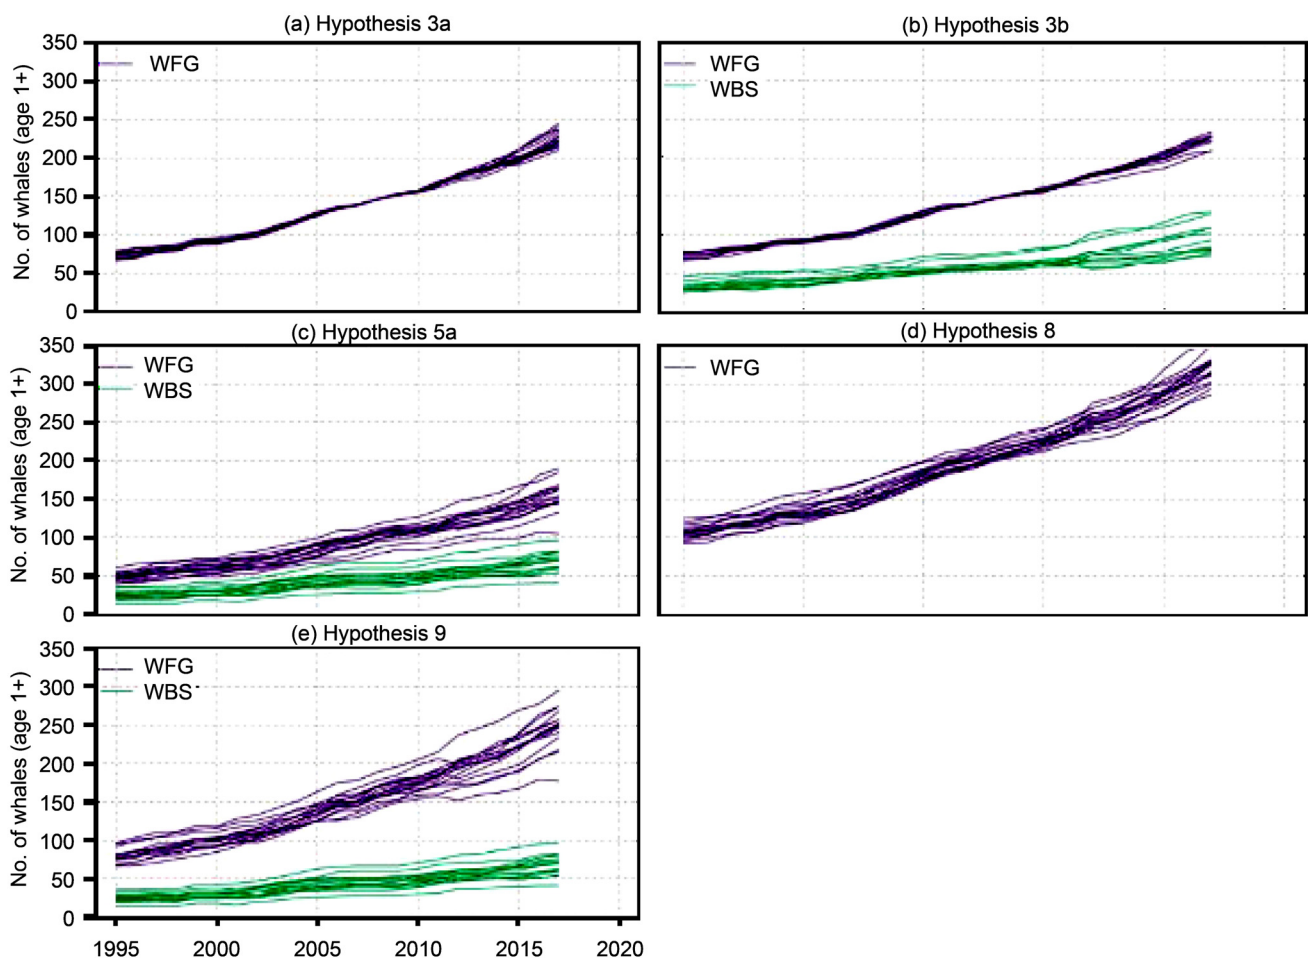 (a) Hypothesis 3a
(b) Hypothesis 3b
350
300
250
200
150
100
50
0
No. of whales (age 1+)
WFG
WFG
WBS
(c) Hypothesis 5a
(d) Hypothesis 8
350
300
250
200
150
100
50
0
No. of whales (age 1+)
WFG
WBS
WFG
(e) Hypothesis 9
350
300
250
200
150
100
50
0
No. of whales (age 1+)
WFG
WBS
1995 2000 2005 2010 2015 2020